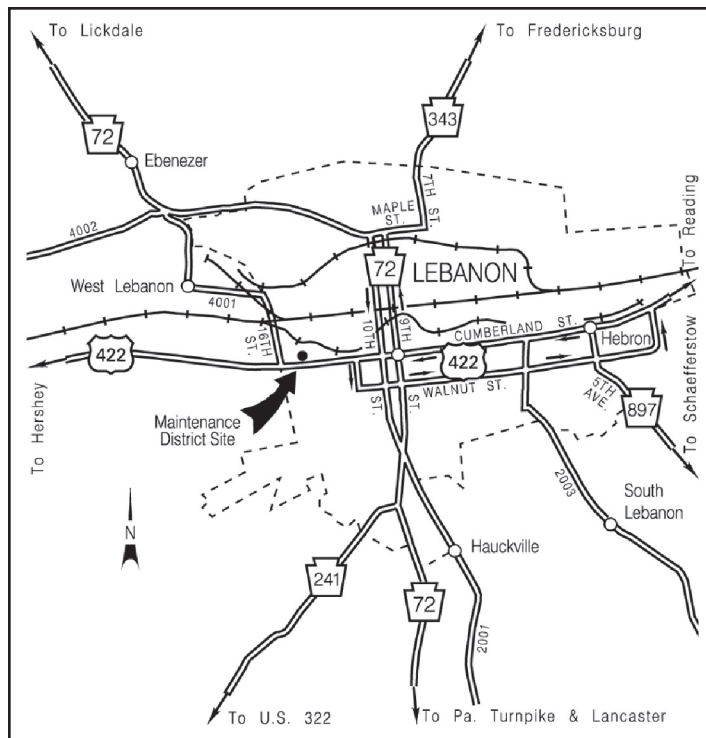 To Lickdale
To Fredericksburg
72
343
Ebenezer
7TH ST.
MAPLE
ST.
4002
To Reading
72
LEBANON
West Lebanon
4001
16TH ST.
10TH ST.
9TH ST.
CUMBERLAND ST.
Hebron
422
422
WALNUT ST.
5TH
AVE.
897
To Hershey
To Schaefferstow
Maintenance
District Site
2003
South
Lebanon
N
Hauckville
241
72
2001
To U.S. 322
To Pa. Turnpike & Lancaster